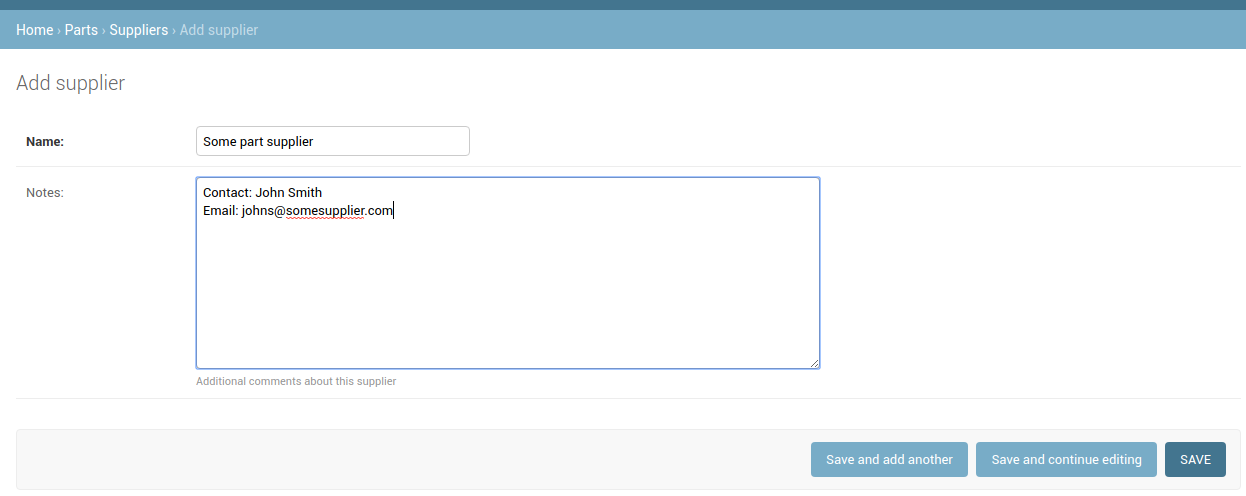 Home › Parts › Suppliers › Add supplier
Add supplier
Name:
Some part supplier
Notes:
Contact: John Smith
Email: johns@somesupplier.com
Additional comments about this supplier
Save and add another
Save and continue editing
SAVE